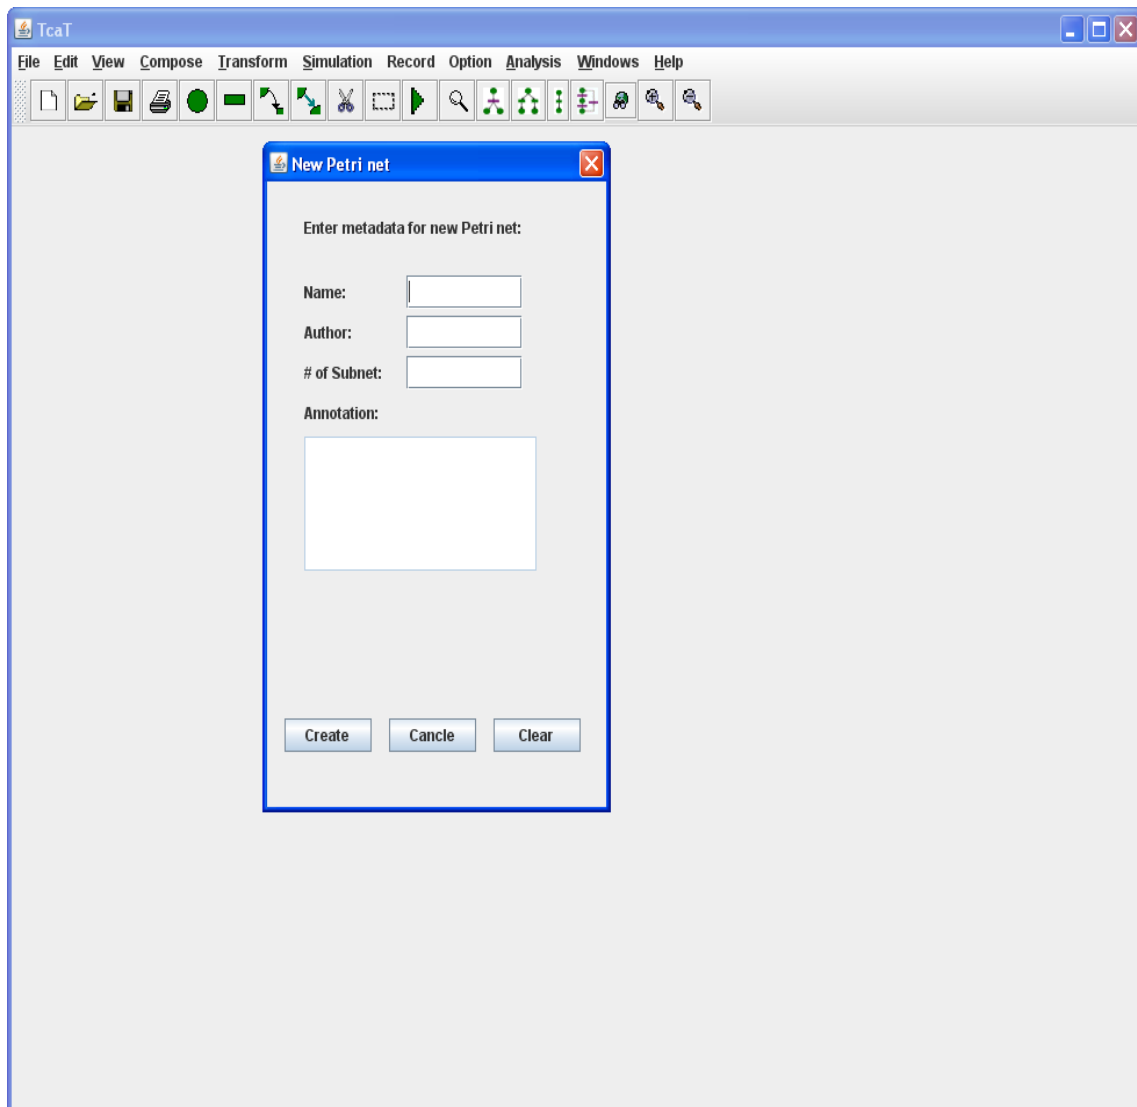 TcaT
File Edit View Compose Transform Simulation Record Option Analysis Windows Help
New Petri net
Enter metadata for new Petri net:
Name:
Author:
# of Subnet:
Annotation:
Create Cancle Clear